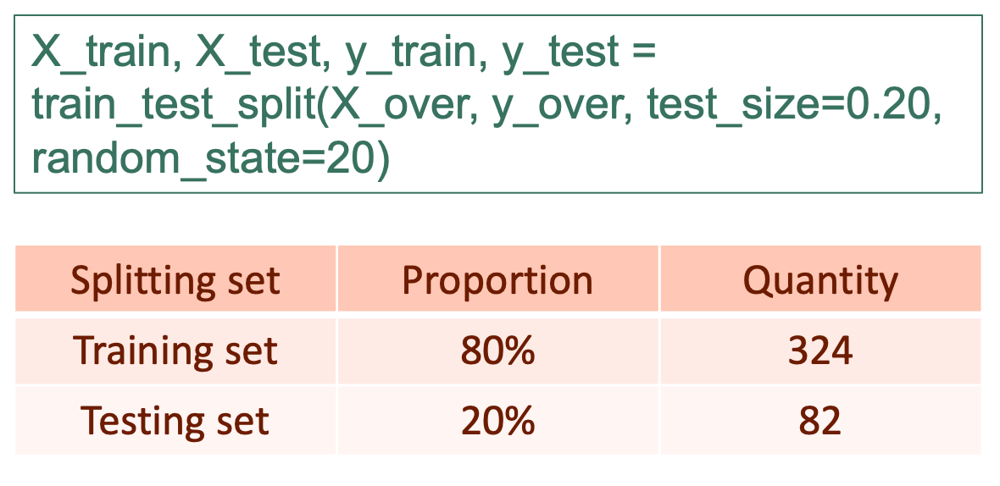 X_train, X_test, y_train, y_test =
train_test_split(X_over, y_over, test_size=0.20,
random_state=20)
Splitting set Proportion Quantity
Training set 80% 324
Testing set 20% 82